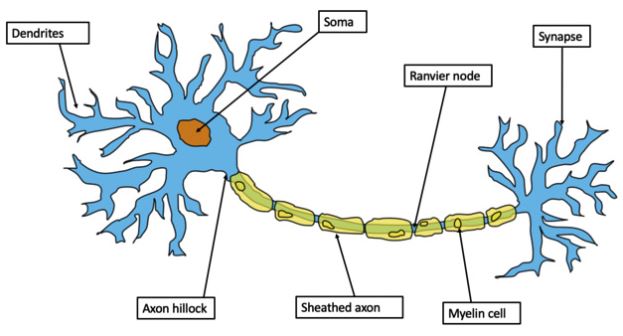 Soma
Dendrites
Synapse
Ranvier node
Axon hillock
Sheathed axon
Myelin cell